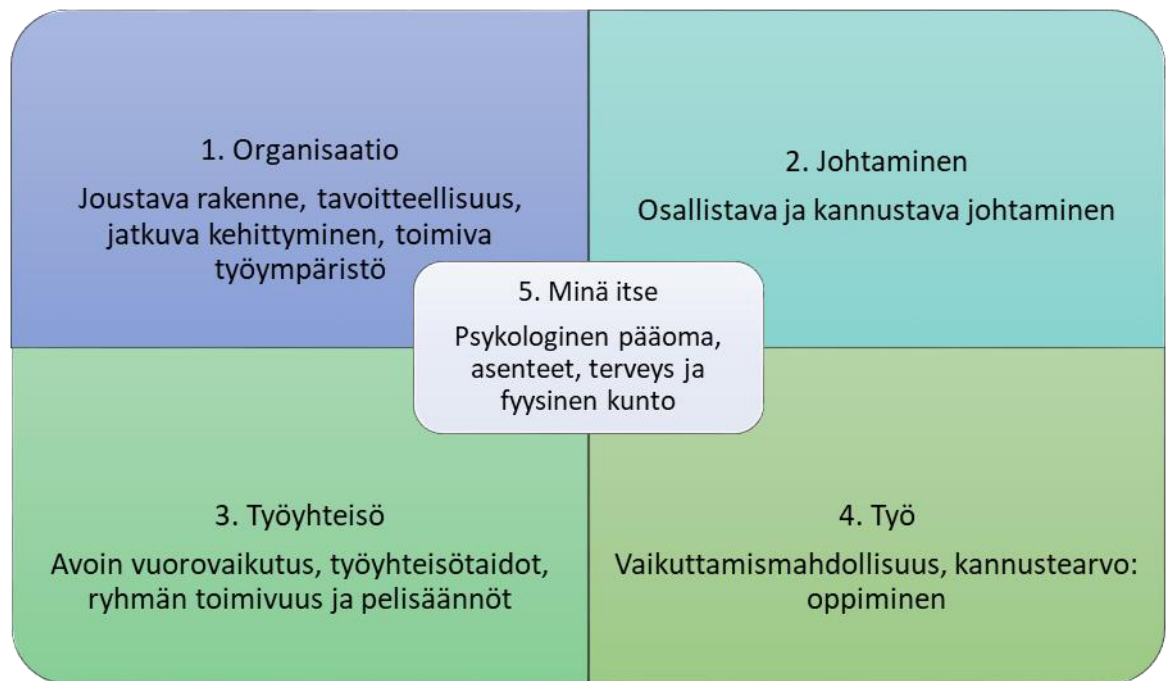 1. Organisaatio
Joustava rakenne, tavoitteellisuus,
jatkuva kehittyminen, toimiva
työympäristö
2. Johtaminen
Osallistava ja kannustava johtaminen
5. Minä itse
Psykologinen pääoma,
asenteet, terveys ja
fyysinen kunto
3. Työyhteisö
Avoin vuorovaikutus, työyhteisötaidot,
ryhmän toimivuus ja pelisäännöt
4. Työ
Vaikuttamismahdollisuus, kannustearvo:
oppiminen